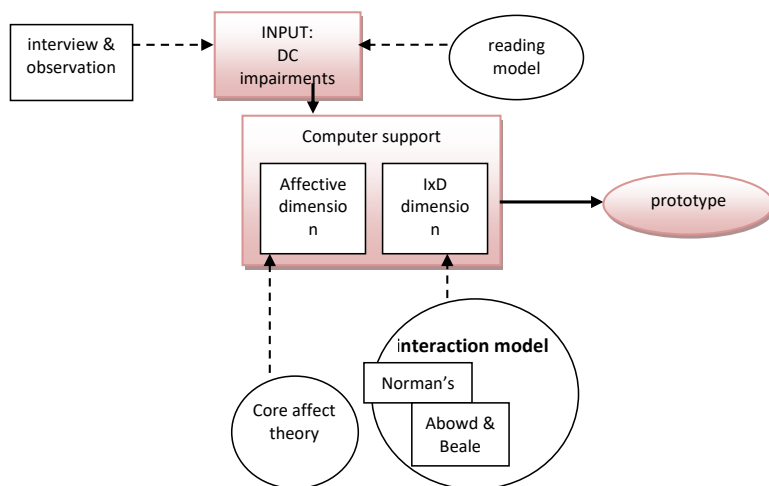 interview &
observation
INPUT:
DC
impairments
reading
model
Computer support
Affective
dimensio
n
IxD
dimensio
n
prototype
interaction model
Norman's
Abowd &
Beale
Core affect
theory